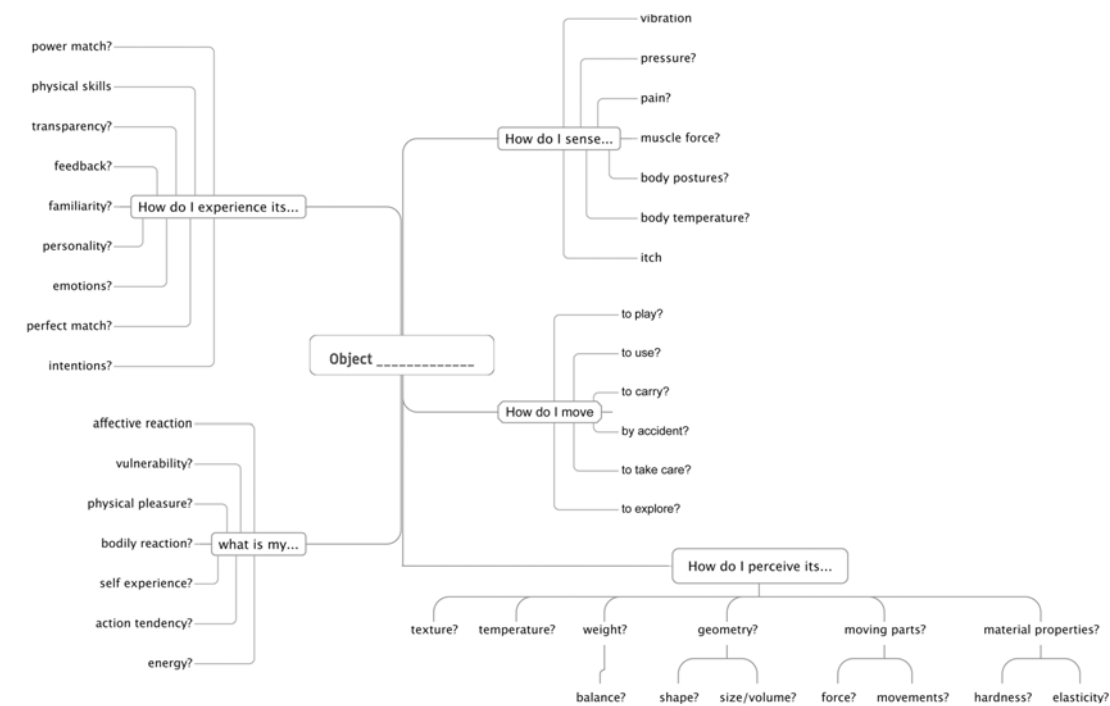 Object _____________
How do I experience its...
power match?
physical skills
transparency?
feedback?
familiarity?
personality?
emotions?
perfect match?
intentions?
what is my...
affective reaction
vulnerability?
physical pleasure?
bodily reaction?
self experience?
action tendency?
energy?
How do I sense...
vibration
pressure?
pain?
muscle force?
body postures?
body temperature?
itch
How do I move
to play?
to use?
to carry?
by accident?
to take care?
to explore?
How do I perceive its...
texture?
temperature?
weight?
geometry?
moving parts?
material properties?
balance?
shape?
size/volume?
force?
movements?
hardness?
elasticity?